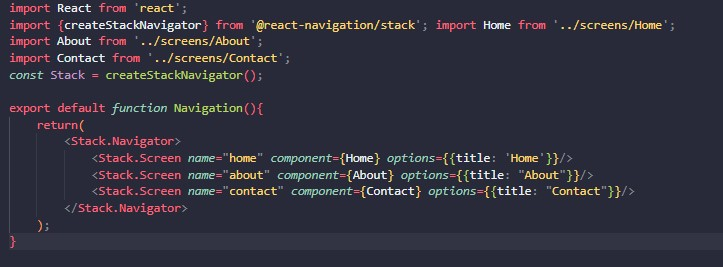 import React from 'react';
import {createStackNavigator} from '@react-navigation/stack'; import Home from '../screens/Home';
import About from '../screens/About';
import Contact from '../screens/Contact';
const Stack = createStackNavigator();

export default function Navigation(){
    return(
        <Stack.Navigator>
            <Stack.Screen name="home" component={Home} options={{title: 'Home'}}/>
            <Stack.Screen name="about" component={About} options={{title: "About"}}/>
            <Stack.Screen name="contact" component={Contact} options={{title: "Contact"}}/>
        </Stack.Navigator>
    );
}